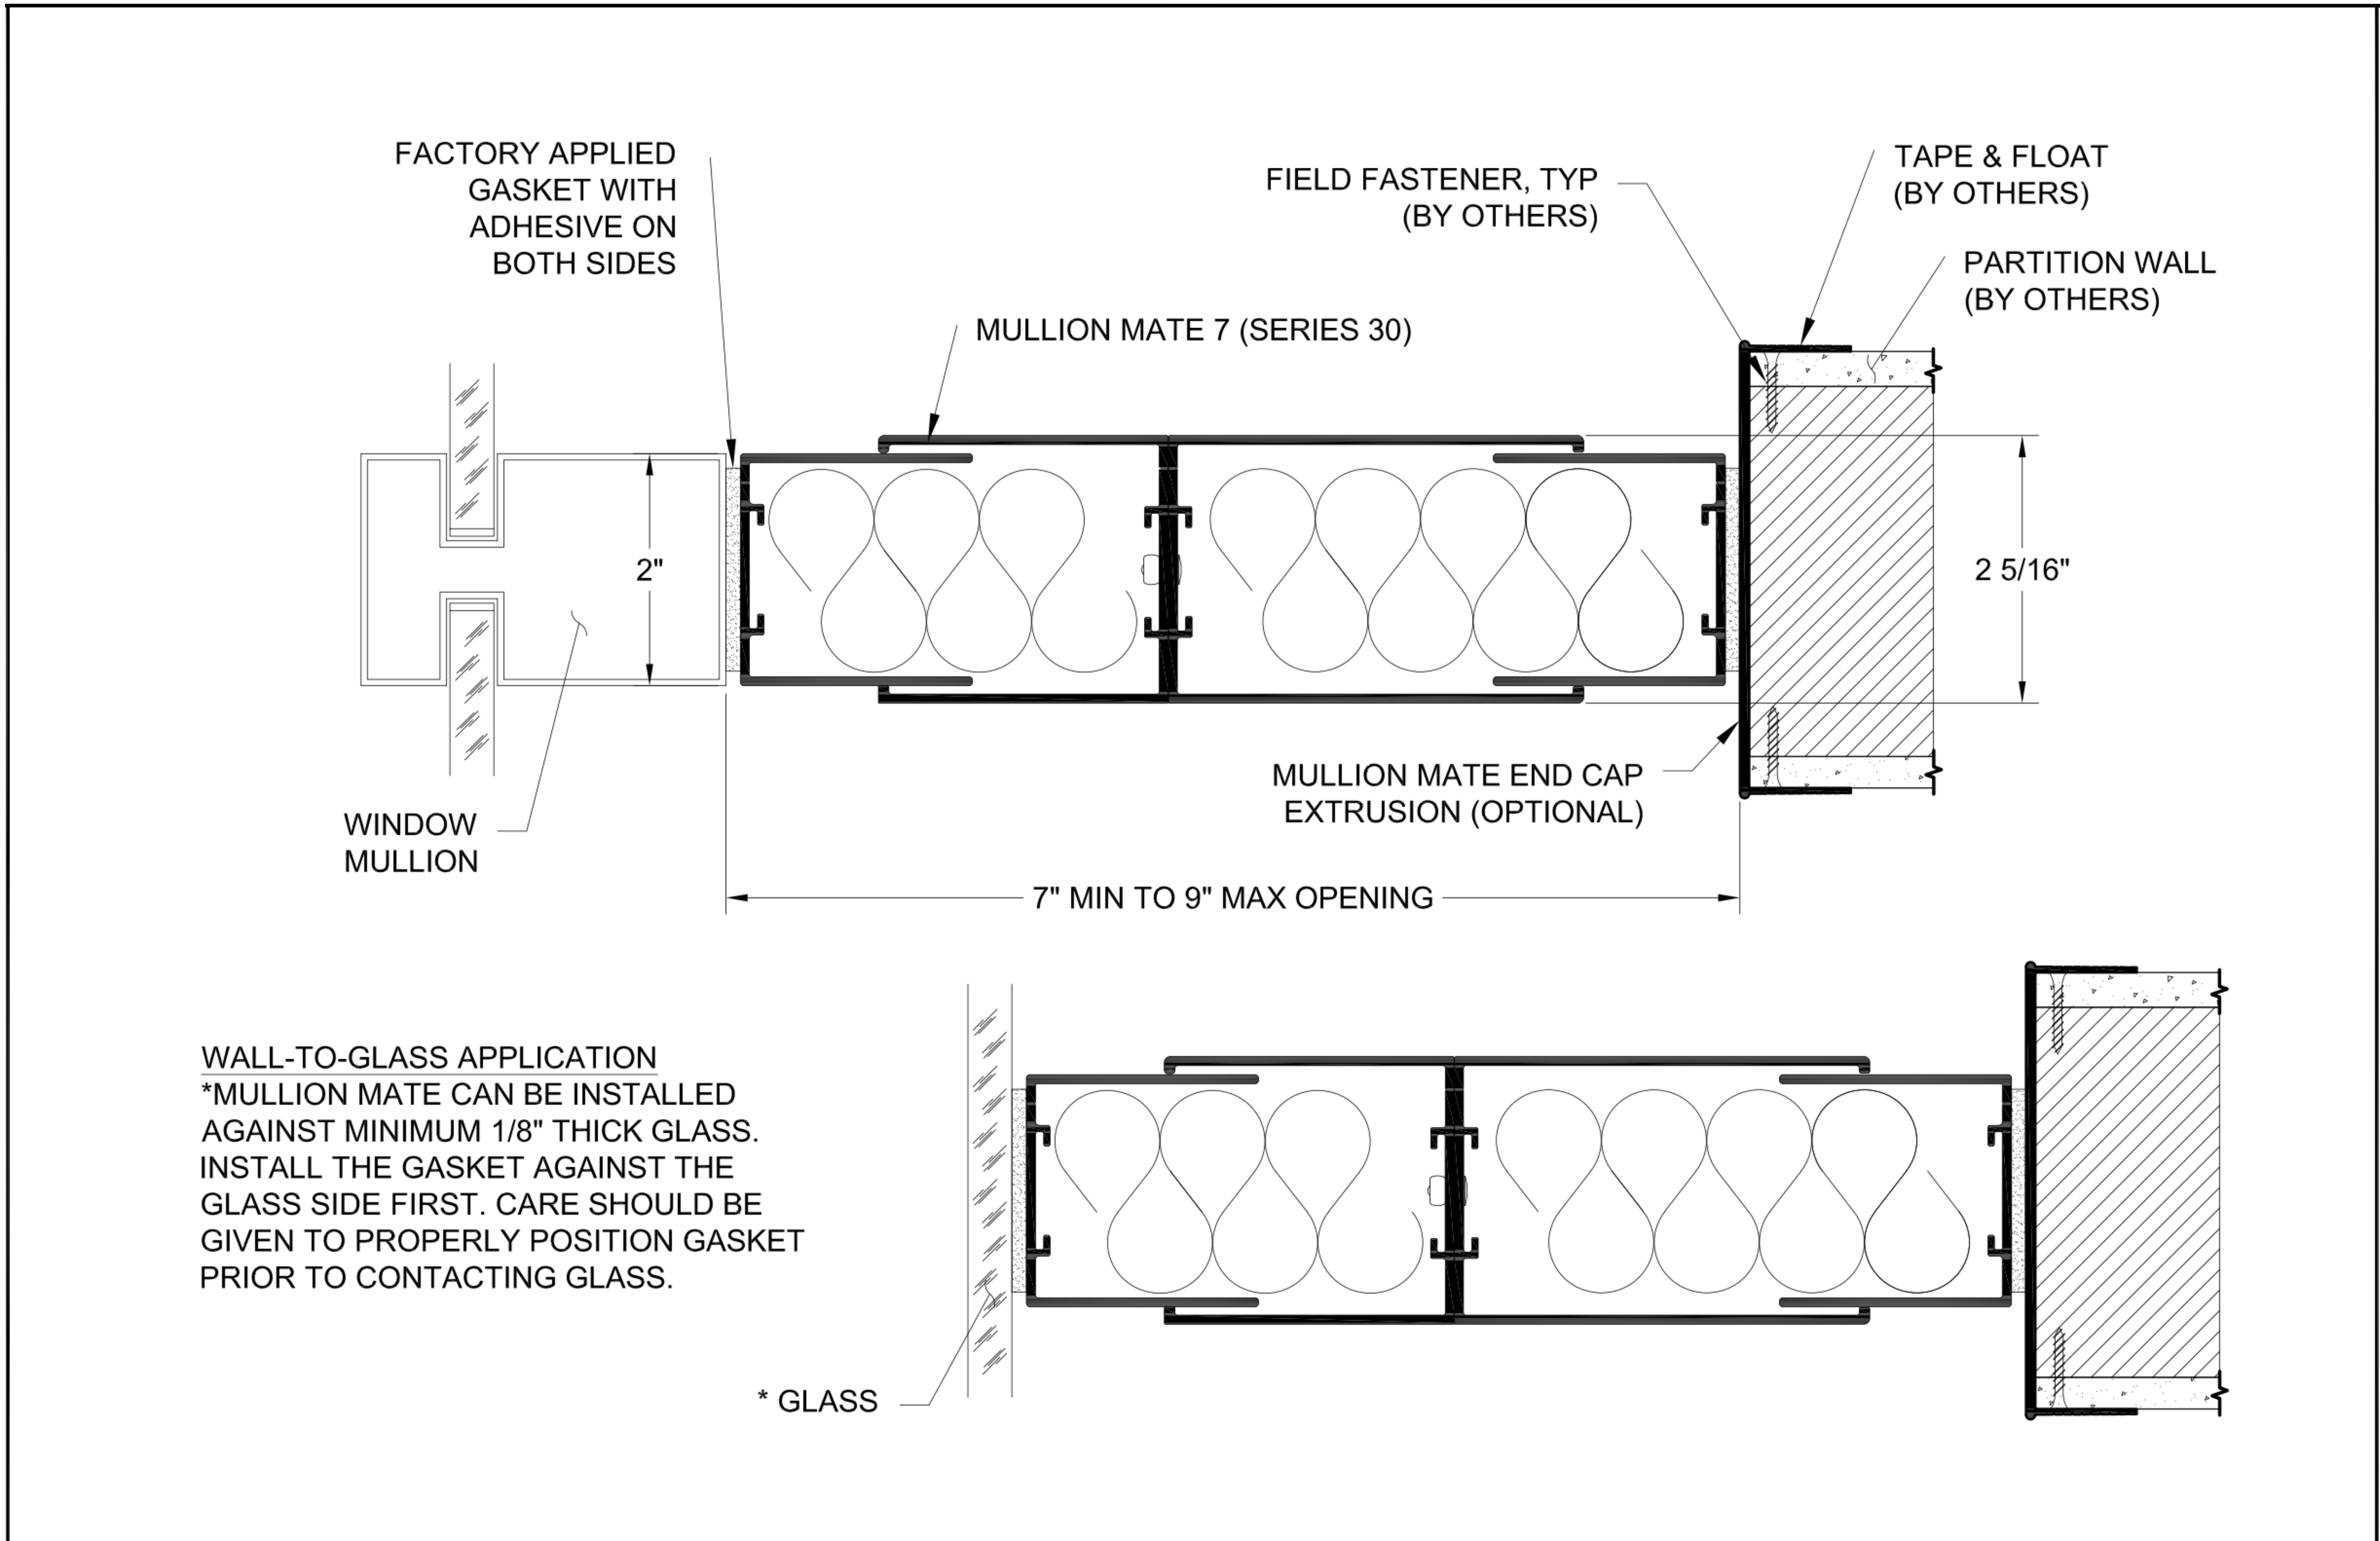 FACTORY APPLIED
GASKET WITH
ADHESIVE ON
BOTH SIDES
FIELD FASTENER, TYP
(BY OTHERS)
TAPE & FLOAT
(BY OTHERS)
PARTITION WALL
(BY OTHERS)
MULLION MATE 7 (SERIES 30)
2"
2 5/16"
MULLION MATE END CAP
EXTRUSION (OPTIONAL)
WINDOW
MULLION
7" MIN TO 9" MAX OPENING
WALL-TO-GLASS APPLICATION
*MULLION MATE CAN BE INSTALLED
AGAINST MINIMUM 1/8" THICK GLASS.
INSTALL THE GASKET AGAINST THE
GLASS SIDE FIRST. CARE SHOULD BE
GIVEN TO PROPERLY POSITION GASKET
PRIOR TO CONTACTING GLASS.
* GLASS